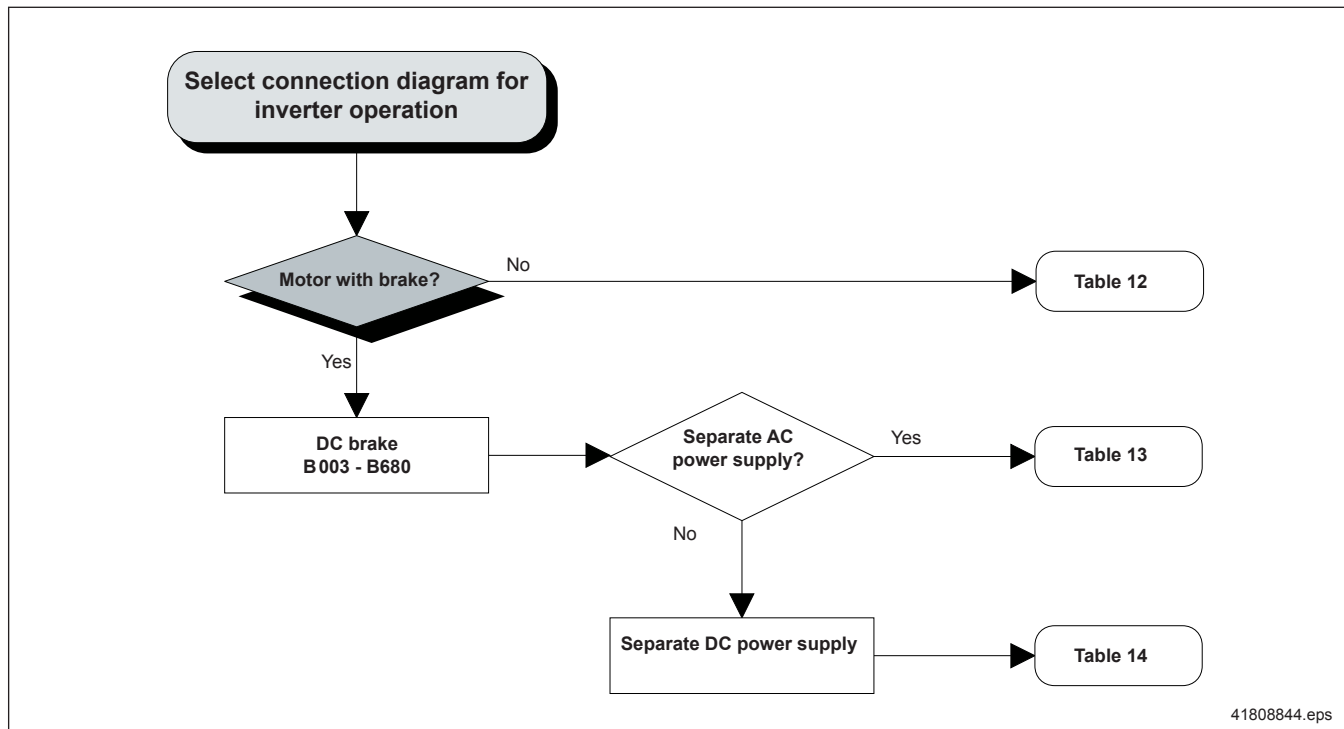 Select connection diagram for
inverter operation
Motor with brake?
No
Table 12
Yes
DC brake
B003 - B680
Separate AC
power supply?
Yes
Table 13
No
Separate DC power supply
Table 14
41808844.eps